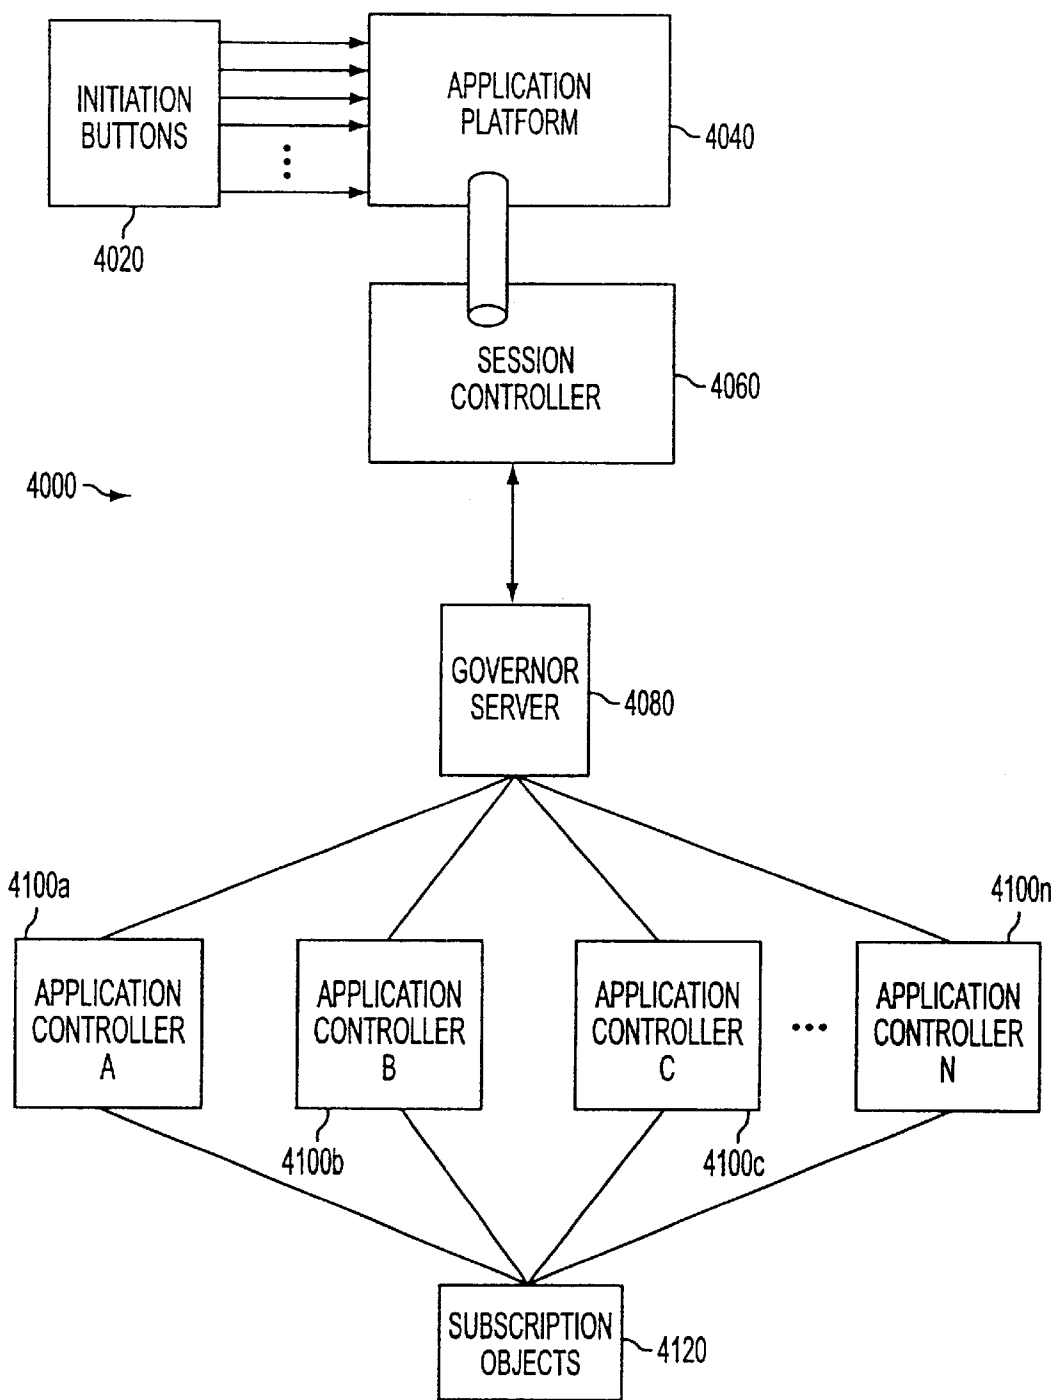 INITIATION
BUTTONS
4020
APPLICATION
PLATFORM
4040
SESSION
CONTROLLER
4060
4000
GOVERNOR
SERVER
4080
4100a
APPLICATION
CONTROLLER
A
APPLICATION
CONTROLLER
B
4100b
APPLICATION
CONTROLLER
C
4100c
4100n
APPLICATION
CONTROLLER
N
SUBSCRIPTION
OBJECTS
4120